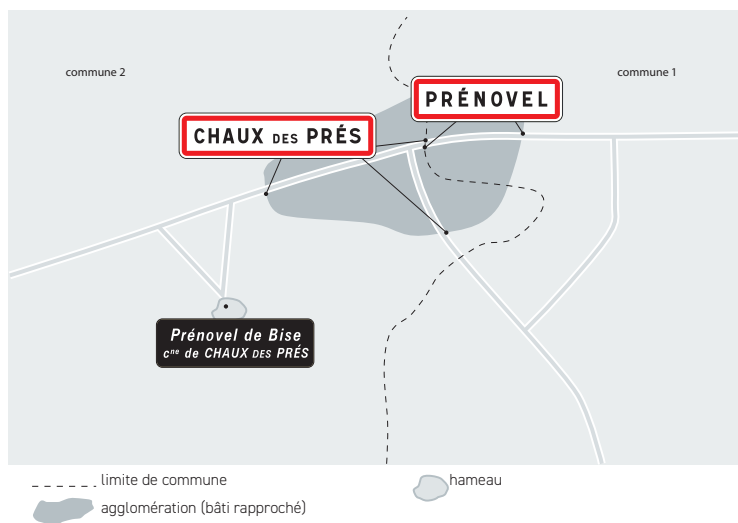 commune 2
commune 1
PRÉNOVEL
CHAUX DES PRÉS
Prénovel de Bise
cne de CHAUX DES PRÉS
limite de commune
hameau
agglomération (bâti rapproché)